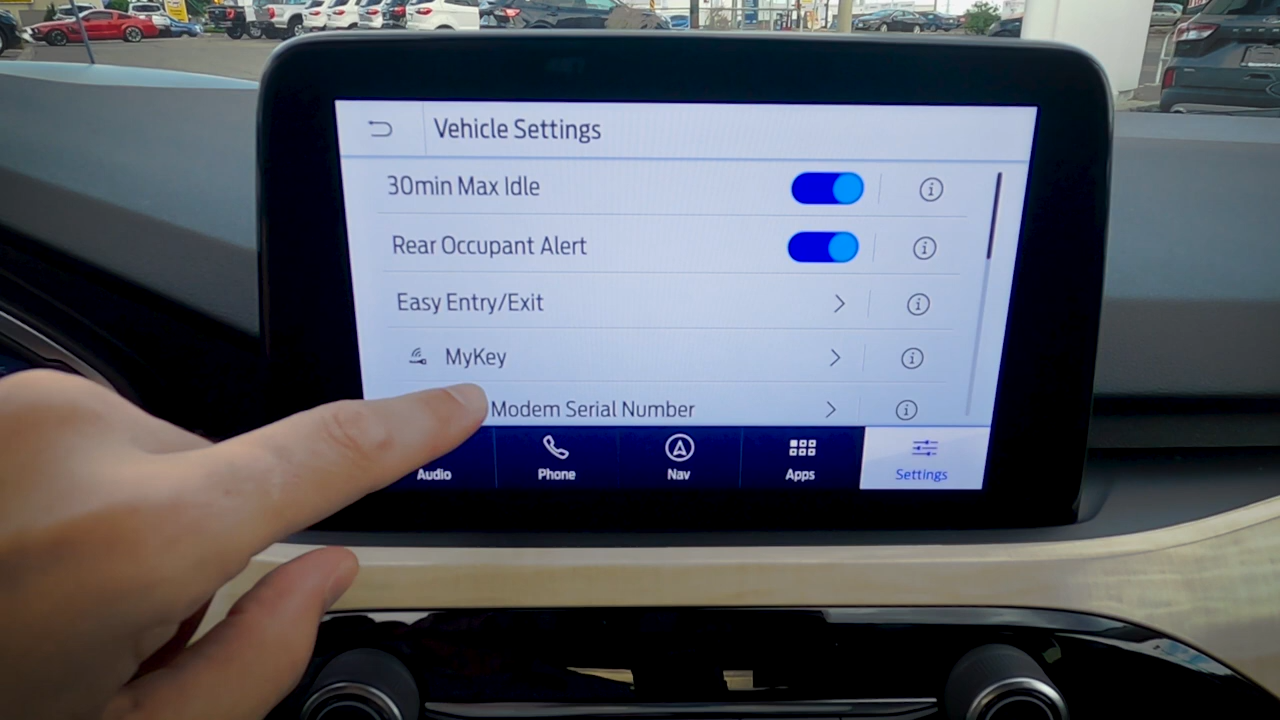 Vehicle Settings
30min Max Idle
Rear Occupant Alert
Easy Entry/Exit
MyKey
Modem Serial Number
Audio
Phone
Nav
Apps
Settings